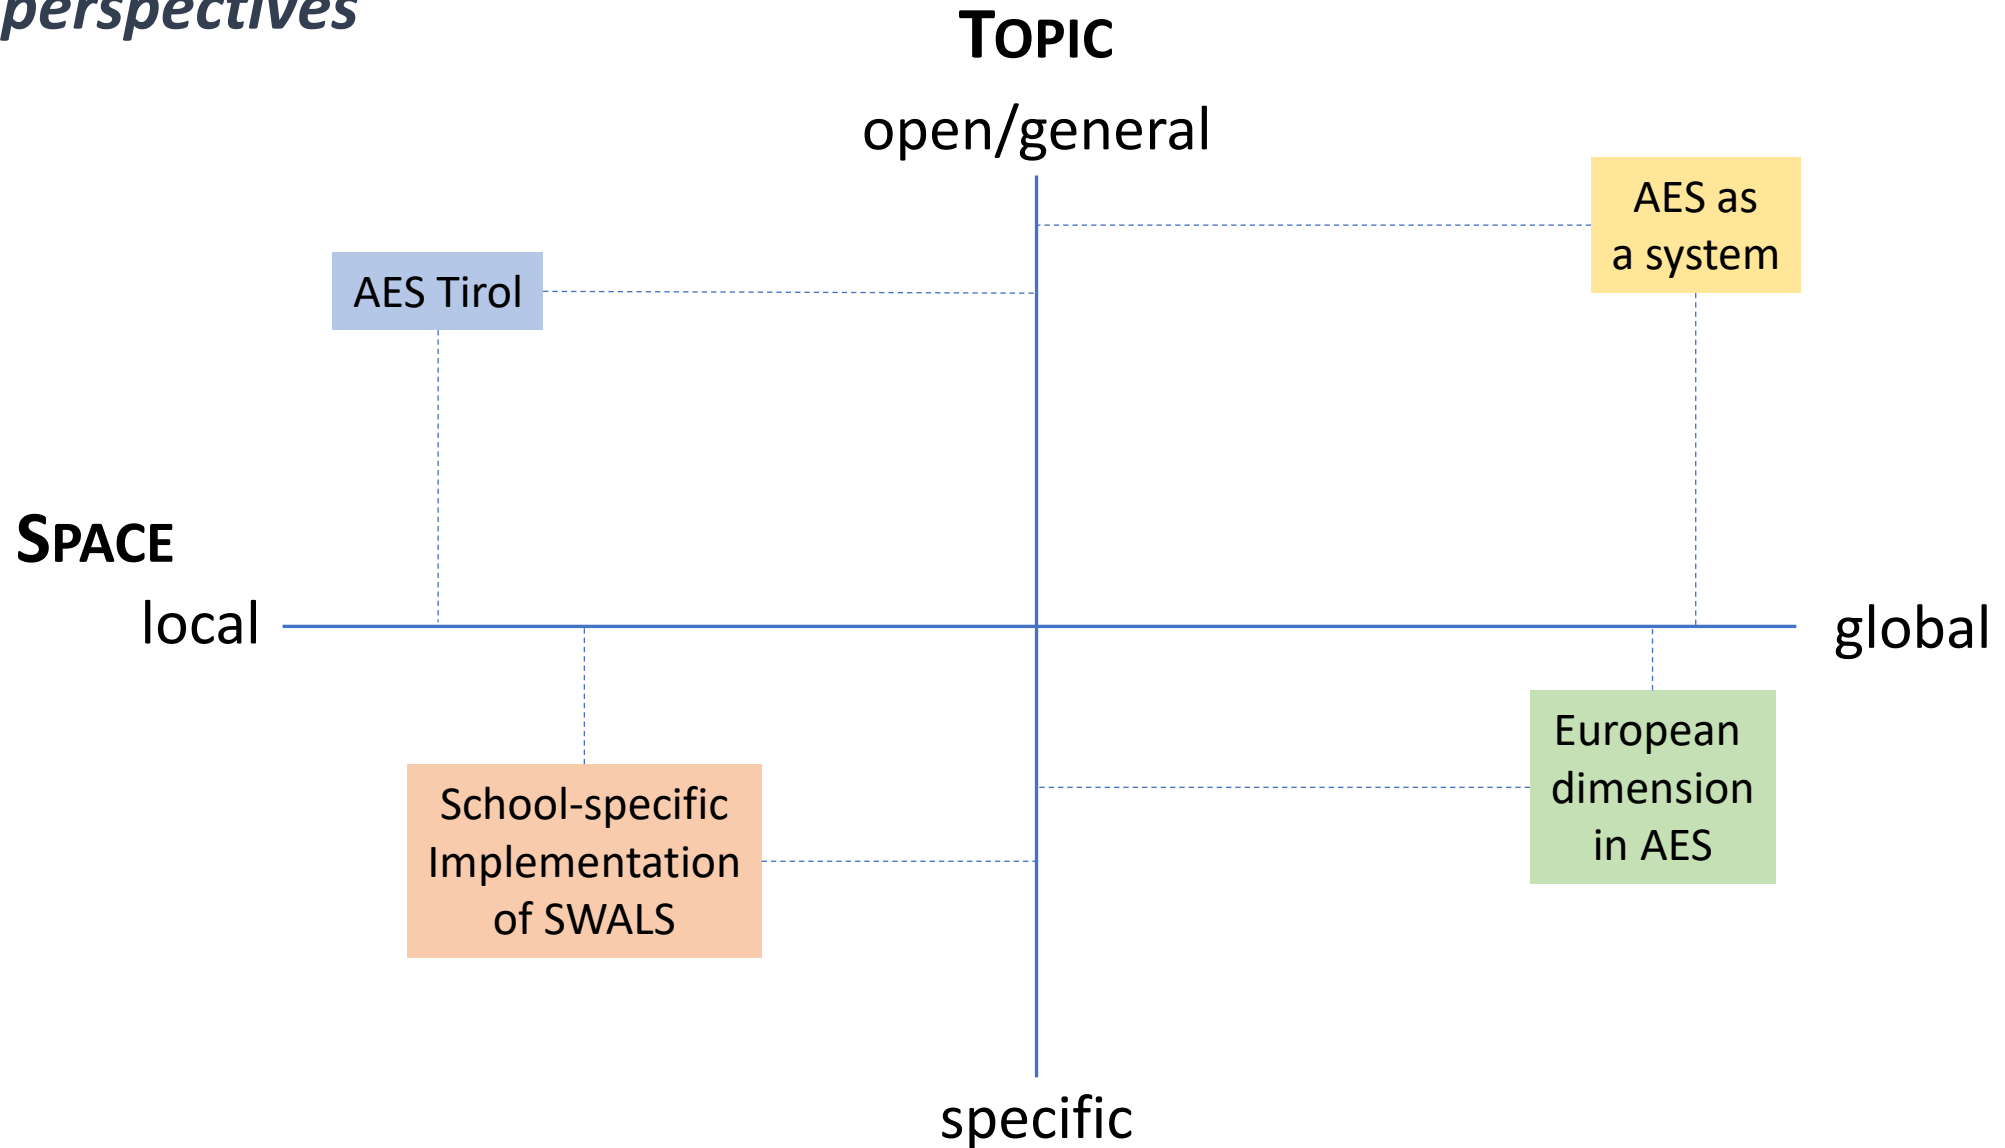 perspectives
TOPIC
open/general
AES as
a system
AES Tirol
SPACE
local
global
European
dimension
in AES
School-specific
Implementation
of SWALS
specific